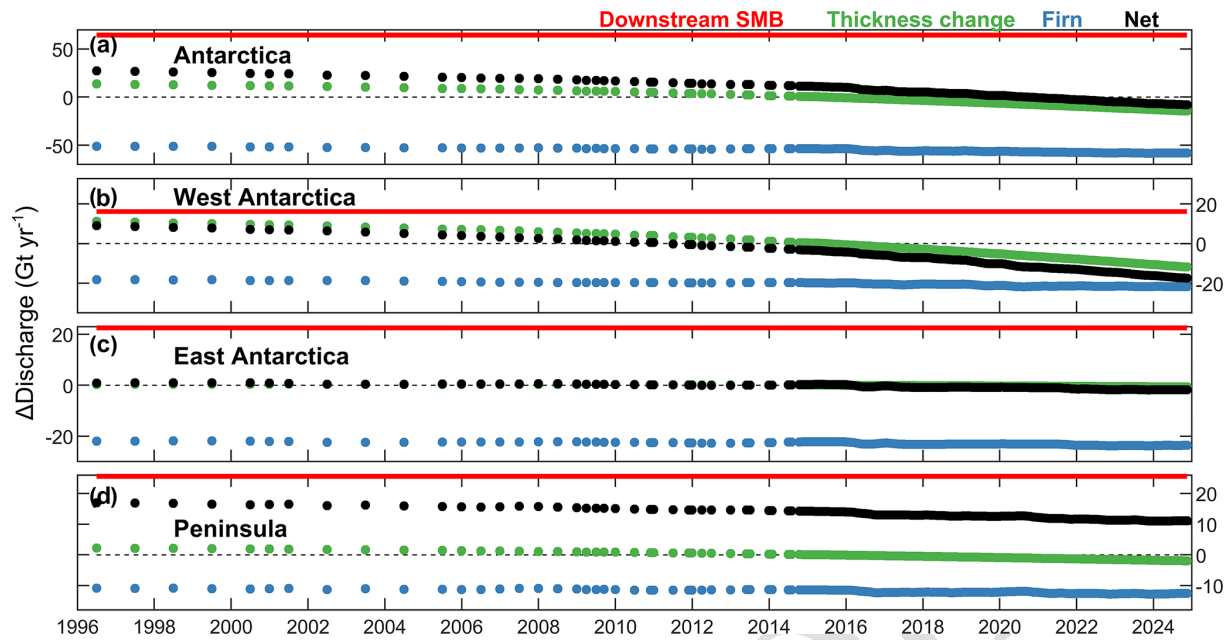 Downstream SMB Thickness change Firn Net
(a) Antarctica
50
0
-50
(b) West Antarctica
20
0
-20
(c) East Antarctica
20
0
-20
(d) Peninsula
20
10
0
-10
ΔDischarge (Gt yr⁻¹)
1996 1998 2000 2002 2004 2006 2008 2010 2012 2014 2016 2018 2020 2022 2024